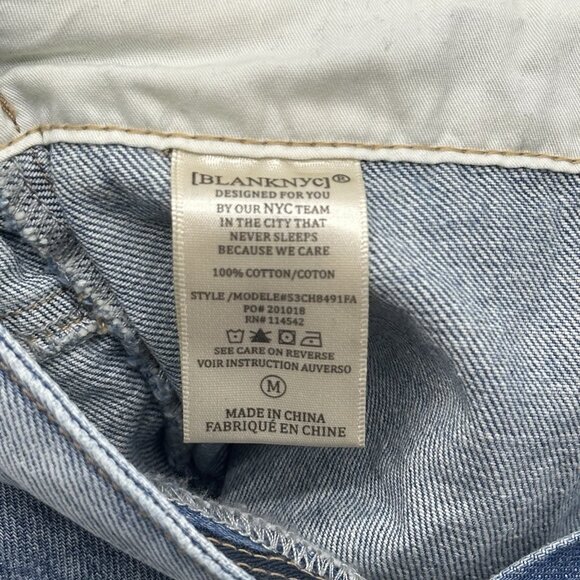 [BLANKNYC]®
DESIGNED FOR YOU
BY OUR NYC TEAM
IN THE CITY THAT
NEVER SLEEPS
BECAUSE WE CARE
100% COTTON/COTON
STYLE /MODELE#53CH8491FA
PO# 201018
RN# 114542
SEE CARE ON REVERSE
VOIR INSTRUCTION AUVERSO
M
MADE IN CHINA
FABRIQUÉ EN CHINE